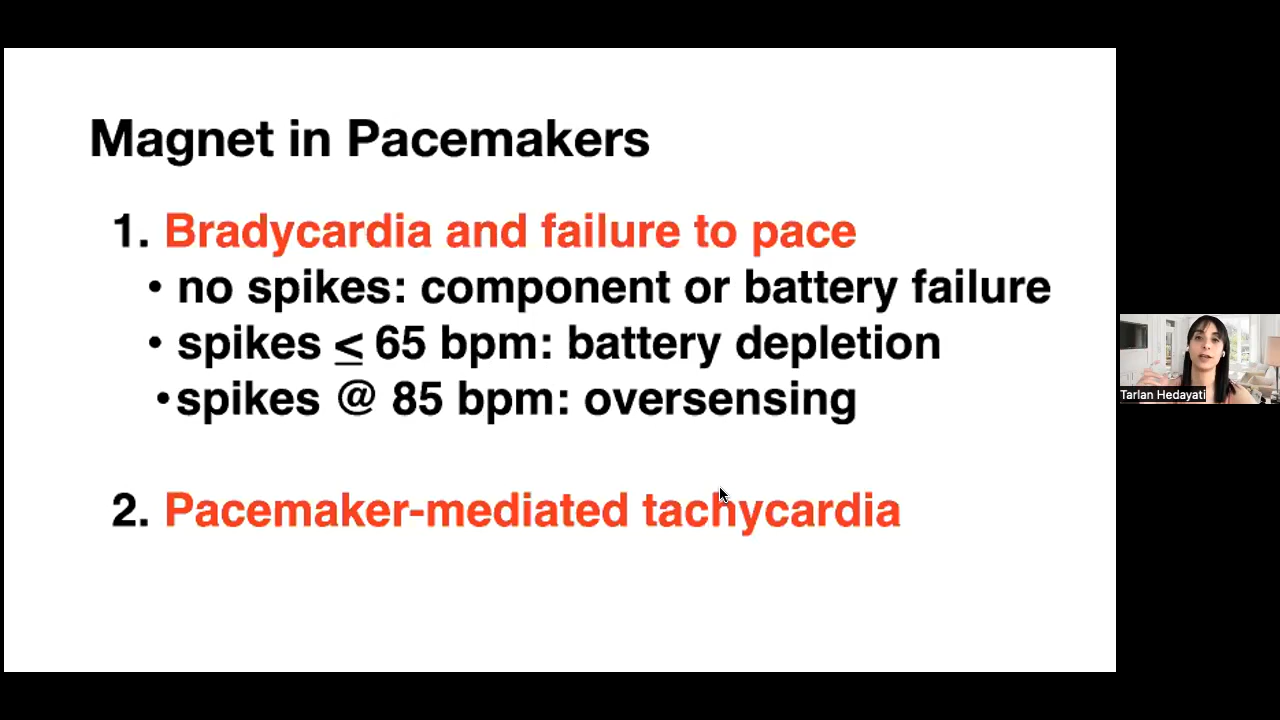 Magnet in Pacemakers
1. Bradycardia and failure to pace
• no spikes: component or battery failure
• spikes ≤ 65 bpm: battery depletion
• spikes @ 85 bpm: oversensing
2. Pacemaker-mediated tachycardia
Tarlan Hedayati